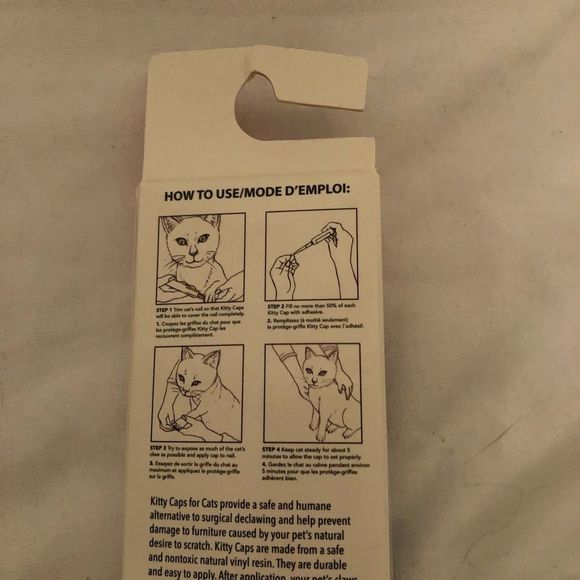 HOW TO USE/MODE D'EMPLOI:
STEP 1 Trim cat's nail so that Kitty Caps
will be able to cover the nail completely.
1. Coupez les griffes du chat pour que
les protège-griffes Kitty Cap les
recouvrant complètement.
STEP 2 Fill no more than 50% of each
Kitty Cap with adhesive.
2. Remplissez (à moitié seulement)
le protège-griffe Kitty Cap avec l'adhésif.
STEP 3 Try to expose as much of the cat's
claw as possible and apply cap to nail.
3. Essayez de sortir la griffe du chat au
maximum et appliquez le protège-griffe
sur la griffe.
STEP 4 Keep cat steady for about 5
minutes to allow the cap to set properly.
4. Gardez le chat au calme pendant environ
5 minutes pour que les protège-griffes
adhèrent bien.
Kitty Caps for Cats provide a safe and humane
alternative to surgical declawing and help prevent
damage to furniture caused by your pet's natural
desire to scratch. Kitty Caps are made from a safe
and nontoxic natural vinyl resin. They are durable
and easy to apply. After application, your pet's claws